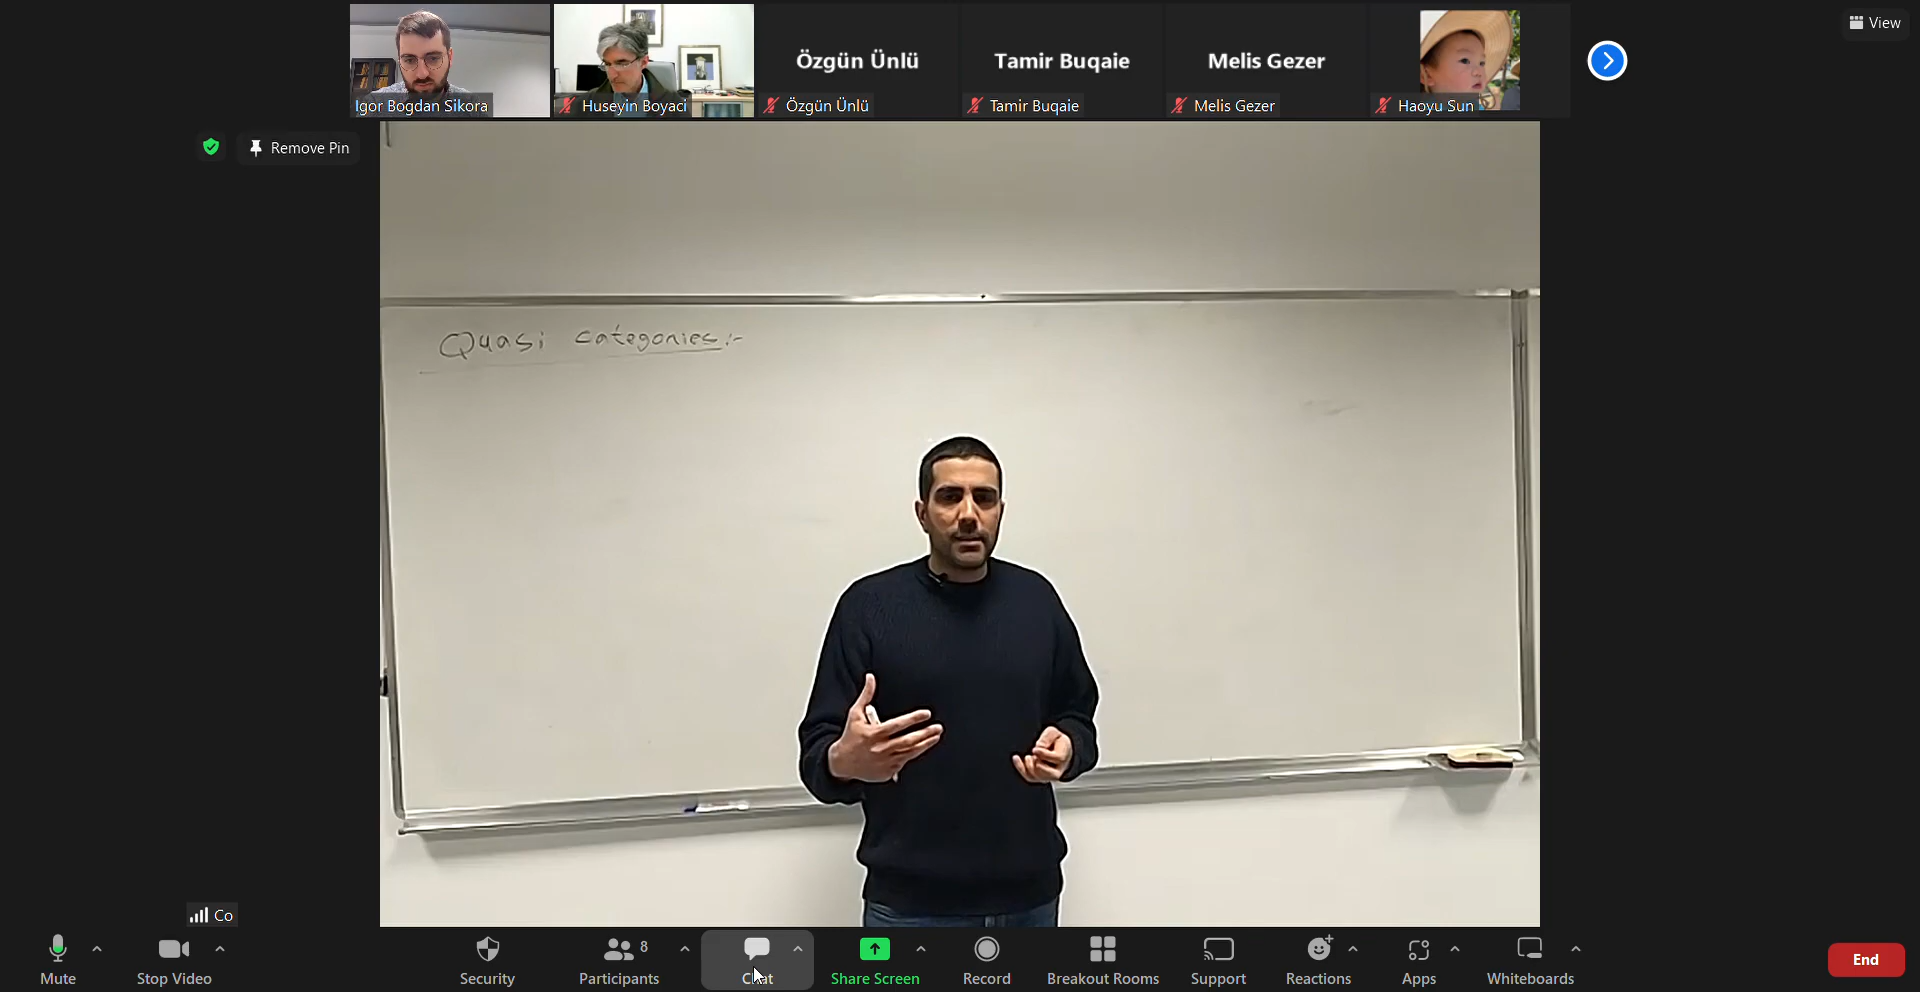 View
Özgün Ünlü
Tamir Buqaie
Melis Gezer
Igor Bogdan Sikora
Huseyin Boyaci
Özgün Ünlü
Tamir Buqaie
Melis Gezer
Haoyu Sun
Remove Pin
Quasi categories:-
Co
8
Mute
Stop Video
Security
Participants
Chat
Share Screen
Record
Breakout Rooms
Support
Reactions
Apps
Whiteboards
End